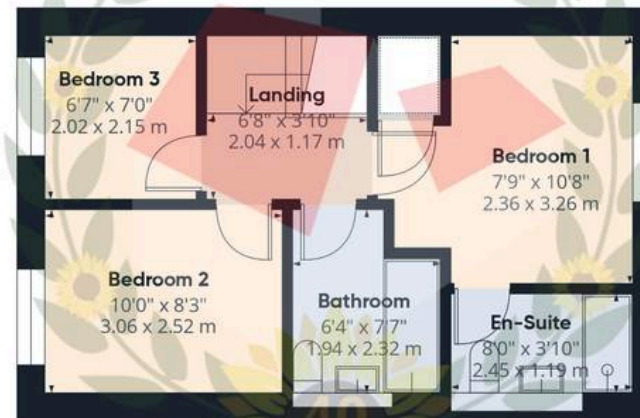 Bedroom 3
6'7" x 7'0"
2.02 x 2.15 m
Landing
6'8" x 3'10"
2.04 x 1.17 m
Bedroom 1
7'9" x 10'8"
2.36 x 3.26 m
Bedroom 2
10'0" x 8'3"
3.06 x 2.52 m
Bathroom
6'4" x 7'7"
1.94 x 2.32 m
En-Suite
8'0" x 3'10"
2.45 x 1.19 m